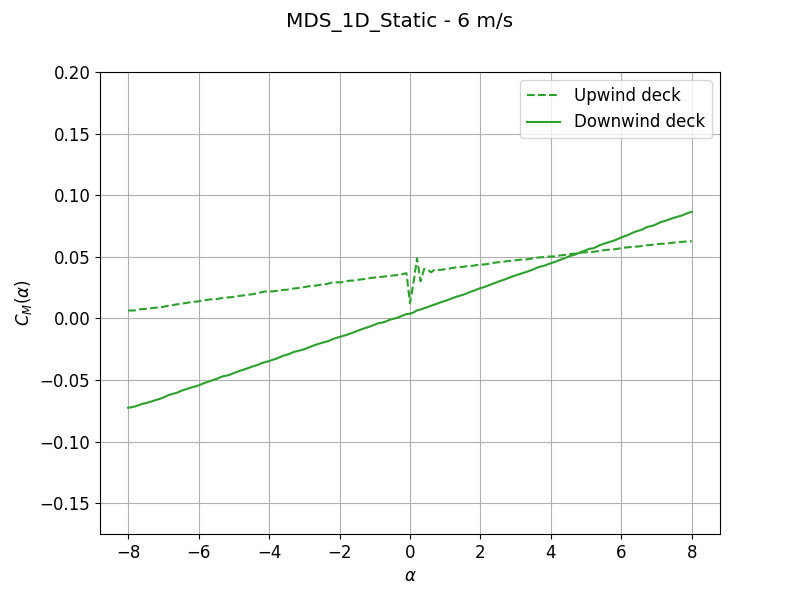 MDS_1D_Static - 6 m/s
Upwind deck
Downwind deck
0.20
0.15
0.10
0.05
0.00
−0.05
−0.10
−0.15
C_M(α)
−8 −6 −4 −2 0 2 4 6 8
α